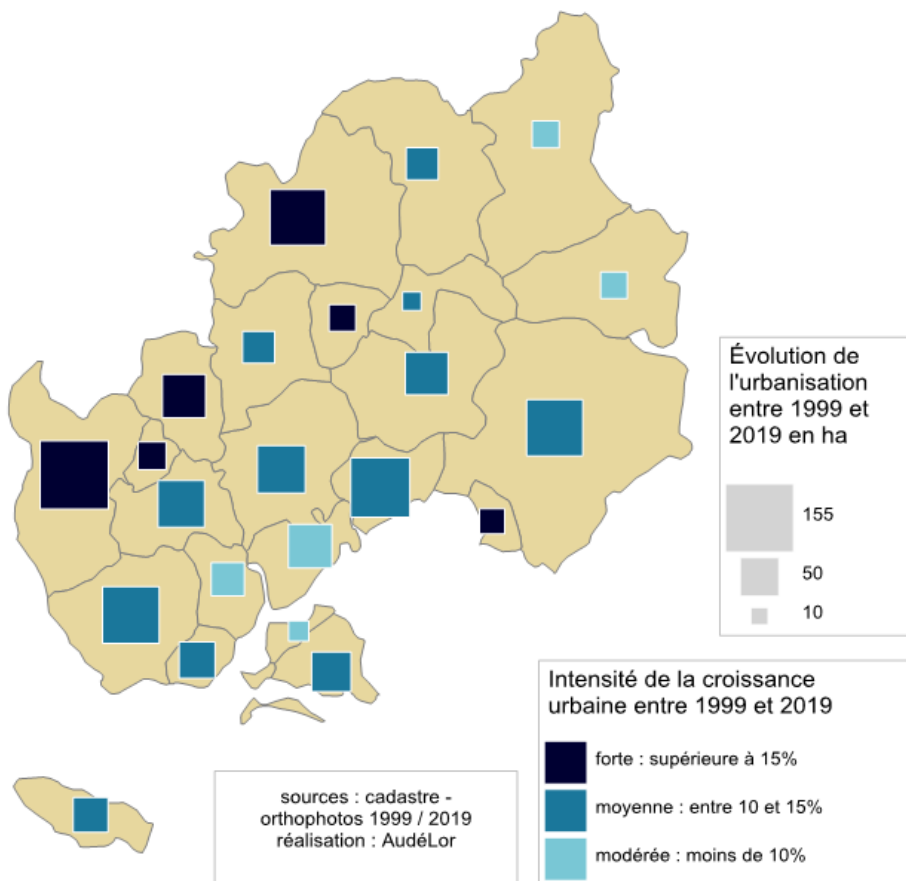 Évolution de
l'urbanisation
entre 1999 et
2019 en ha
155
50
10
Intensité de la croissance
urbaine entre 1999 et 2019
forte : supérieure à 15%
moyenne : entre 10 et 15%
modérée : moins de 10%
sources : cadastre -
orthophotos 1999 / 2019
réalisation : AudéLor